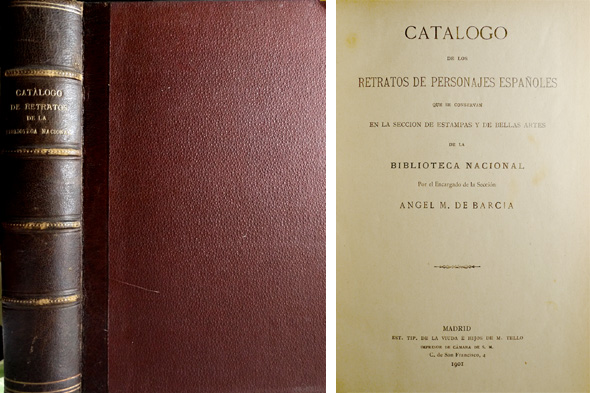 CATÁLOGO
DE RETRATOS
DE LA
BIBLIOTECA NACIONAL
CATALOGO
DE LOS
RETRATOS DE PERSONAJES ESPAÑOLES
QUE SE CONSERVAN
EN LA SECCION DE ESTAMPAS Y DE BELLAS ARTES
DE LA
BIBLIOTECA NACIONAL
Por el Encargado de la Sección
ANGEL M. DE BARCIA
MADRID
EST. TIP. DE LA VIUDA É HIJOS DE M. TELLO
IMPRESOR DE CÁMARA DE S. M.
C. de San Francisco, 4
1901